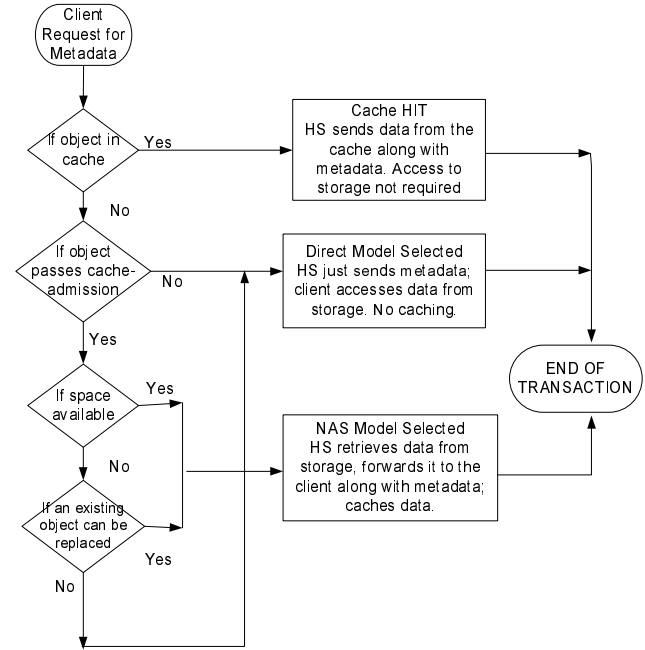 Client
Request for
Metadata
If object in
cache
Yes
Cache HIT
HS sends data from the
cache along with
metadata. Access to
storage not required
No
If object
passes cache-
admission
No
Direct Model Selected
HS just sends metadata;
client accesses data from
storage. No caching.
Yes
END OF
TRANSACTION
If space
available
Yes
NAS Model Selected
HS retrieves data from
storage, forwards it to the
client along with metadata;
caches data.
No
If an existing
object can be
replaced
Yes
No